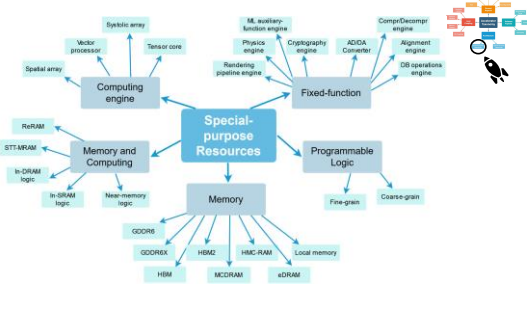 Systolic array
Vector
processor
Tensor core
Spatial array
Computing
engine
ML auxiliary-
function engine
Physics
engine
Cryptography
engine
Rendering
pipeline engine
AD/DA
Converter
Compr/Decompr
engine
Alignment
engine
DB operations
engine
Fixed-function
Special-
purpose
Resources
ReRAM
STT-MRAM
In-DRAM
logic
In-SRAM
logic
Near-memory
logic
Memory and
Computing
Programmable
Logic
Fine-grain
Coarse-grain
Memory
GDDR6
GDDR6X
HBM
HBM2
MCDRAM
HMC-RAM
eDRAM
Local memory